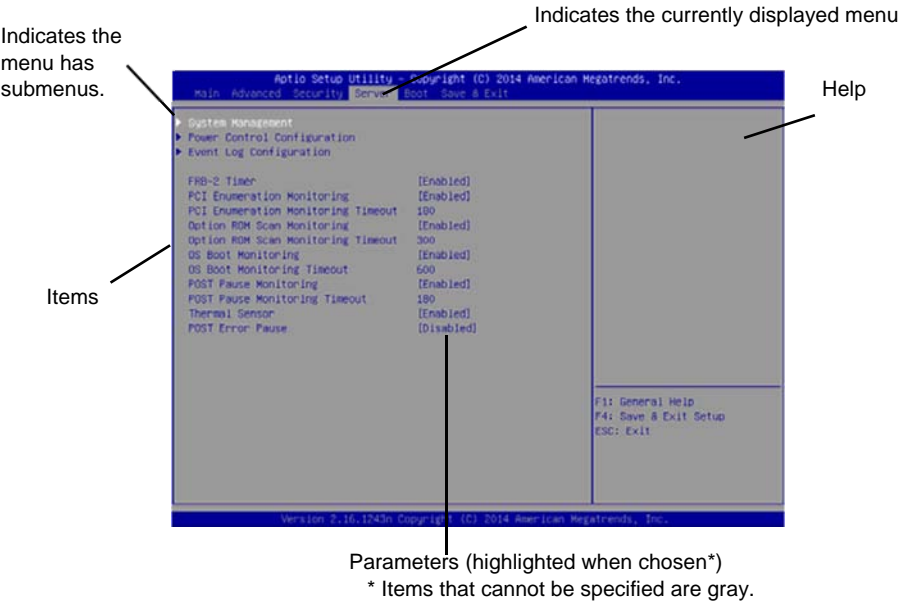 Indicates the currently displayed menu
Indicates the
menu has
submenus.
Help
Aptio Setup Utility - Copyright (C) 2014 American Megatrends, Inc.
Main Advanced Security Server Boot Save & Exit
System Management
Power Control Configuration
Event Log Configuration
FRB-2 Timer [Enabled]
PCI Enumeration Monitoring [Enabled]
PCI Enumeration Monitoring Timeout 180
Option ROM Scan Monitoring [Enabled]
Option ROM Scan Monitoring Timeout 300
OS Boot Monitoring [Enabled]
OS Boot Monitoring Timeout 600
POST Pause Monitoring [Enabled]
POST Pause Monitoring Timeout 180
Thermal Sensor [Enabled]
POST Error Pause [Disabled]
Items
F1: General Help
F4: Save & Exit Setup
ESC: Exit
Version 2.16.1243n Copyright (C) 2014 American Megatrends, Inc.
Parameters (highlighted when chosen*)
* Items that cannot be specified are gray.